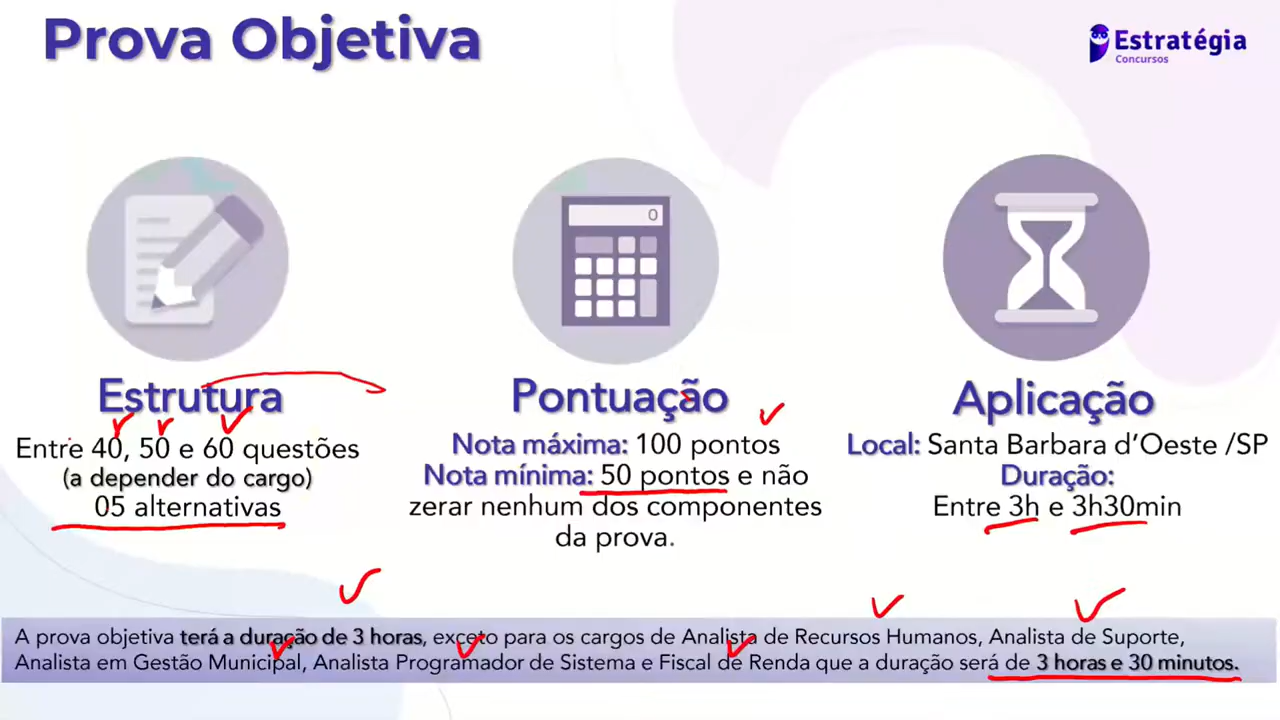 Prova Objetiva
Estratégia
Concursos
0
Estrutura
Entre 40, 50 e 60 questões
(a depender do cargo)
05 alternativas
Pontuação
Nota máxima: 100 pontos
Nota mínima: 50 pontos e não
zerar nenhum dos componentes
da prova.
Aplicação
Local: Santa Barbara d’Oeste /SP
Duração:
Entre 3h e 3h30min
A prova objetiva terá a duração de 3 horas, exceto para os cargos de Analista de Recursos Humanos, Analista de Suporte,
Analista em Gestão Municipal, Analista Programador de Sistema e Fiscal de Renda que a duração será de 3 horas e 30 minutos.